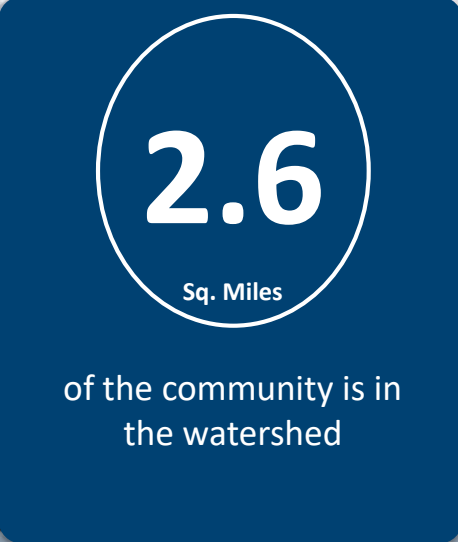 2.6
Sq. Miles
of the community is in
the watershed